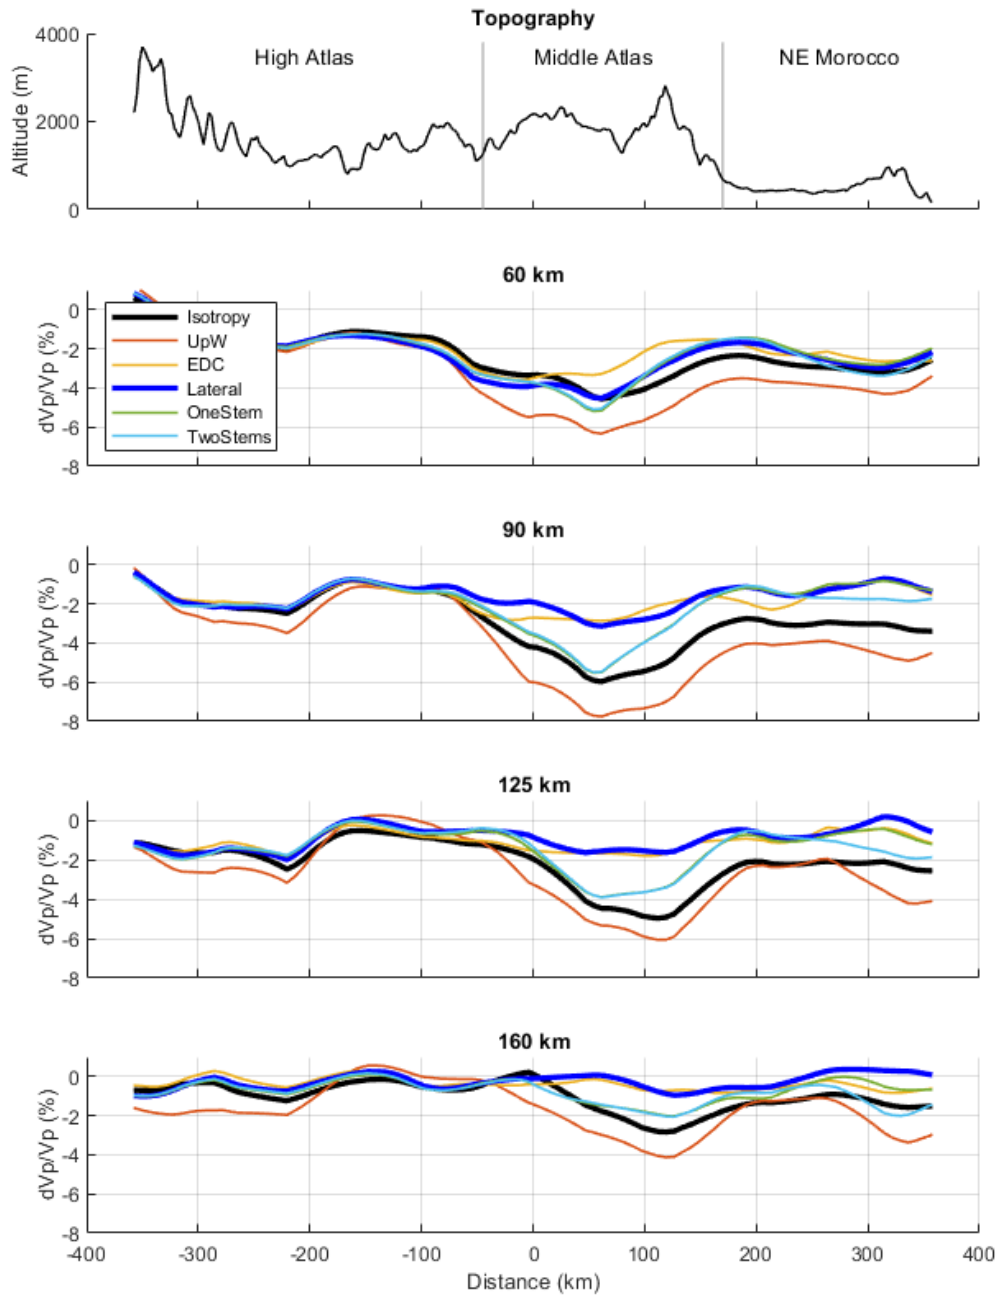 Topography
4000
High Atlas
Middle Atlas
NE Morocco
Altitude (m)
2000
0
60 km
0
Isotropy
UpW
EDC
Lateral
OneStem
TwoStems
dVp/Vp (%)
-2
-4
-6
-8
90 km
0
dVp/Vp (%)
-2
-4
-6
-8
125 km
0
dVp/Vp (%)
-2
-4
-6
-8
160 km
0
dVp/Vp (%)
-2
-4
-6
-8
-400 -300 -200 -100 0 100 200 300 400
Distance (km)